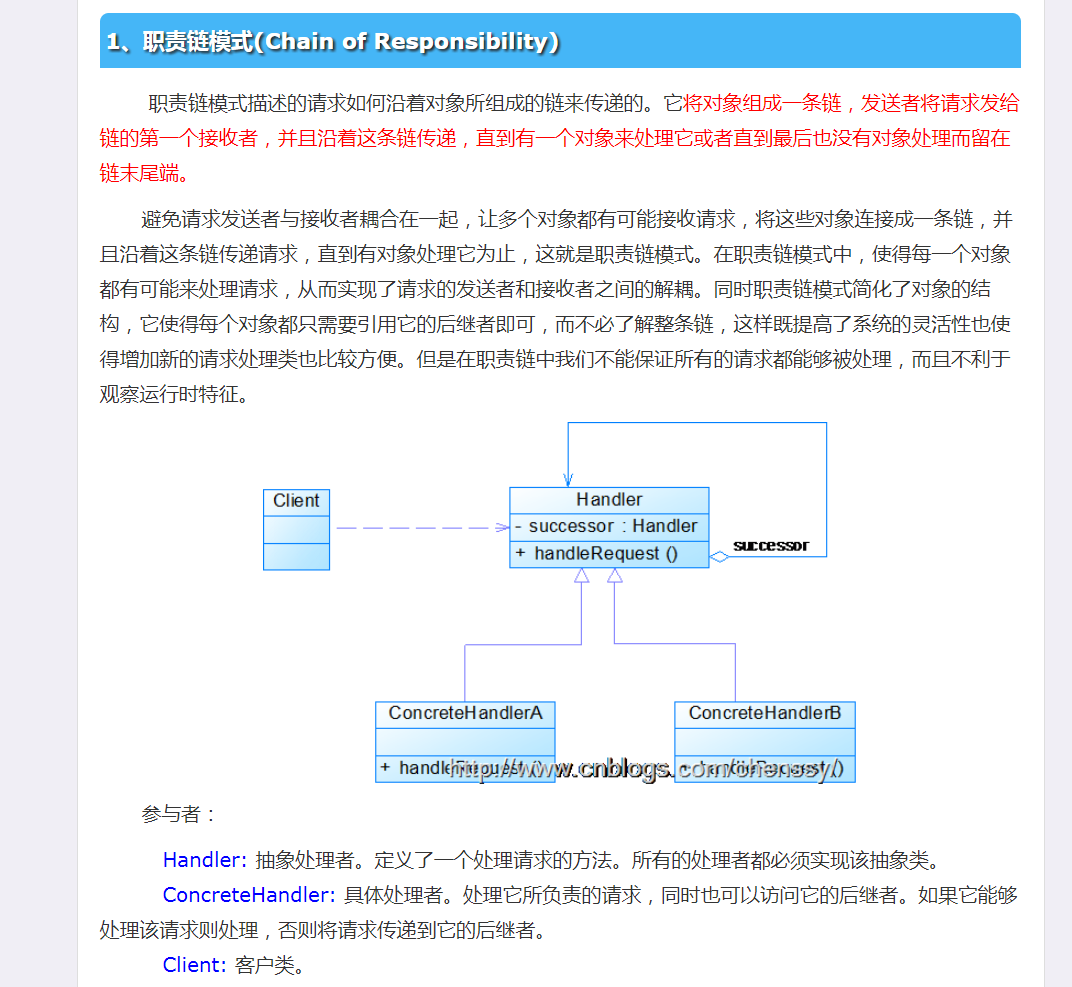 1、职责链模式(Chain of Responsibility)
职责链模式描述的请求如何沿着对象所组成的链来传递的。它将对象组成一条链，发送者将请求发给
链的第一个接收者，并且沿着这条链传递，直到有一个对象来处理它或者直到最后也没有对象处理而留在
链末尾端。
避免请求发送者与接收者耦合在一起，让多个对象都有可能接收请求，将这些对象连接成一条链，并
且沿着这条链传递请求，直到有对象处理它为止，这就是职责链模式。在职责链模式中，使得每一个对象
都有可能来处理请求，从而实现了请求的发送者和接收者之间的解耦。同时职责链模式简化了对象的结
构，它使得每个对象都只需要引用它的后继者即可，而不必了解整条链，这样既提高了系统的灵活性也使
得增加新的请求处理类也比较方便。但是在职责链中我们不能保证所有的请求都能够被处理，而且不利于
观察运行时特征。
Client
Handler
- successor : Handler
+ handleRequest ()
successor
ConcreteHandlerA
+ handleRequest ()
ConcreteHandlerB
+ handleRequest ()
http://www.cnblogs.com/chenssy/
参与者：
Handler: 抽象处理者。定义了一个处理请求的方法。所有的处理者都必须实现该抽象类。
ConcreteHandler: 具体处理者。处理它所负责的请求，同时也可以访问它的后继者。如果它能够
处理该请求则处理，否则将请求传递到它的后继者。
Client: 客户类。